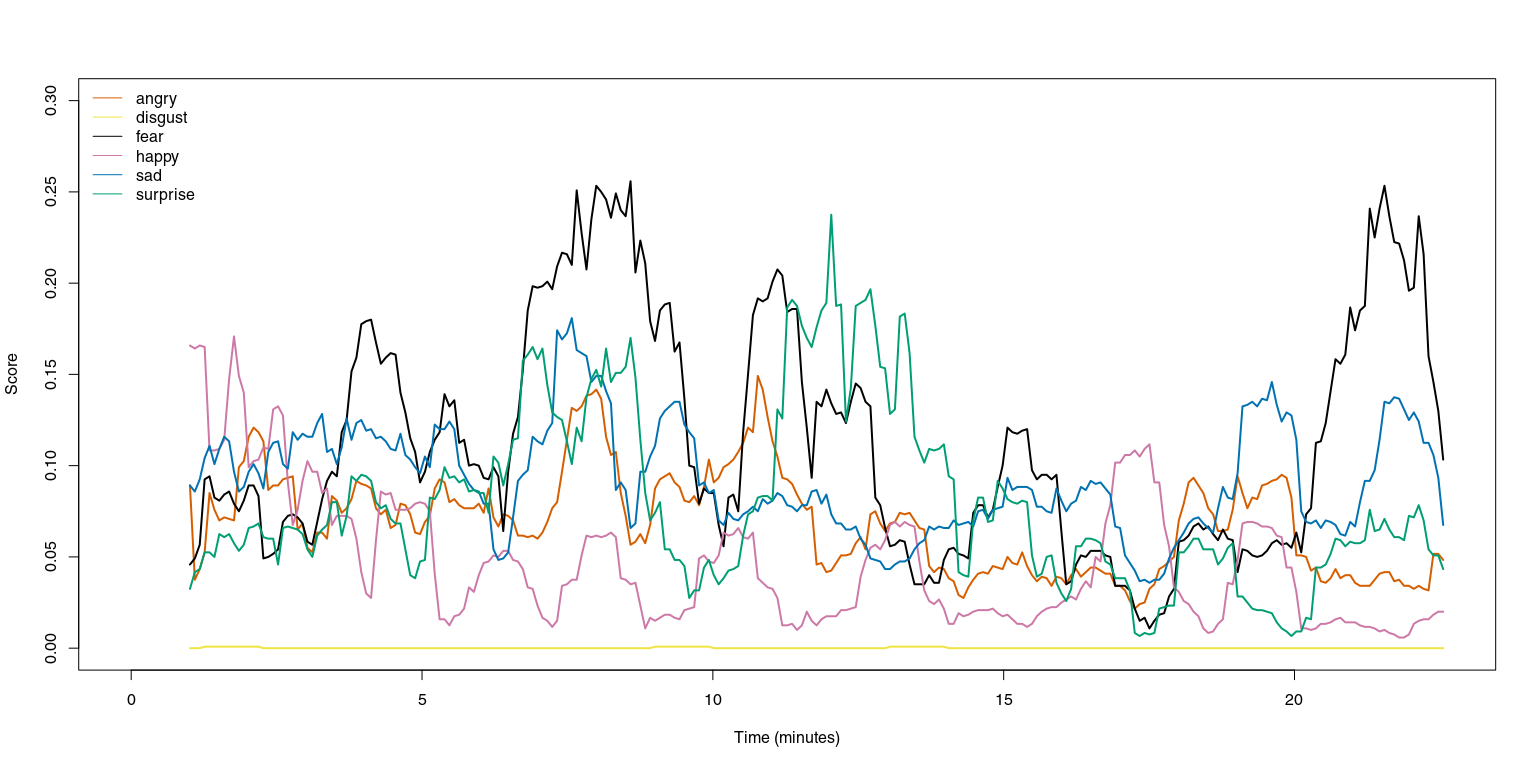 angry
disgust
fear
happy
sad
surprise
Score
0.30
0.25
0.20
0.15
0.10
0.05
0.00
0 5 10 15 20
Time (minutes)